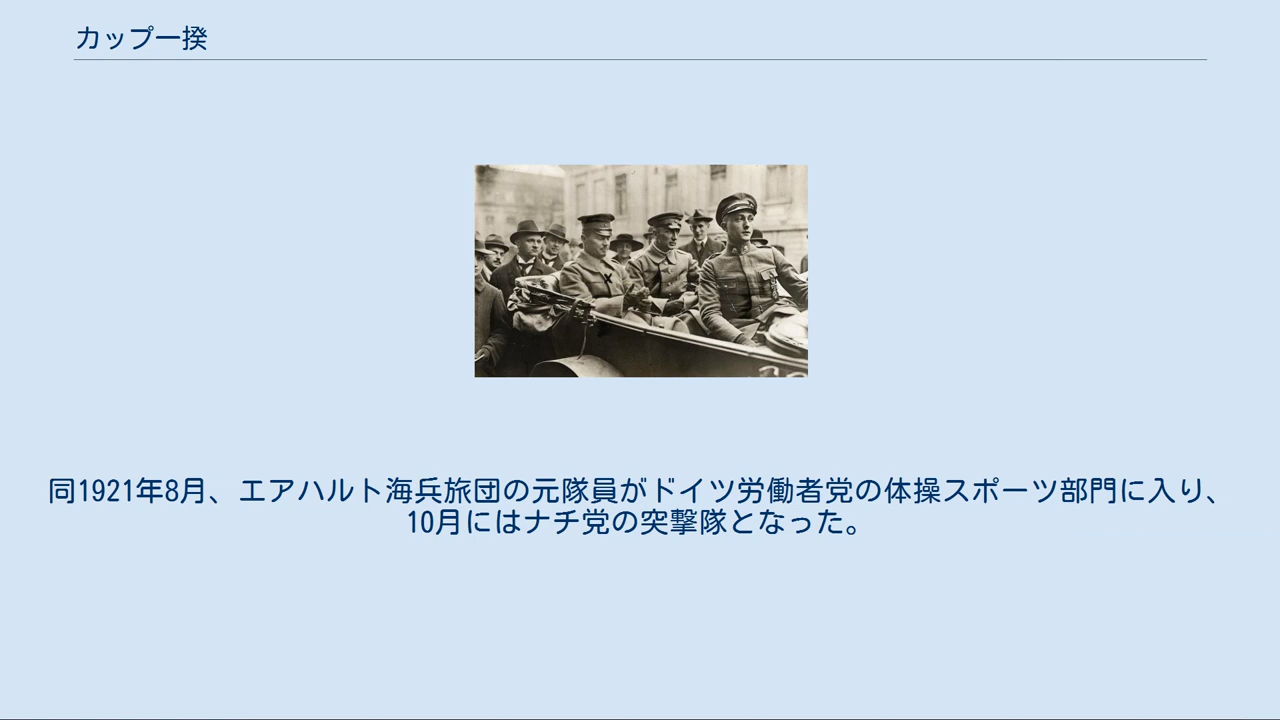 カップ一揆
同1921年8月、エアハルト海兵旅団の元隊員がドイツ労働者党の体操スポーツ部門に入り、
10月にはナチ党の突撃隊となった。